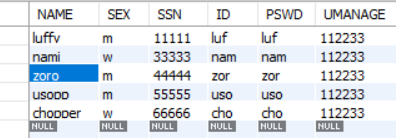 NAME SEX SSN ID PSWD UMANAGE
luffy m 11111 luf luf 112233
nami w 33333 nam nam 112233
zoro m 44444 zor zor 112233
usopp m 55555 uso uso 112233
chopper w 66666 cho cho 112233
NULL NULL NULL NULL NULL NULL